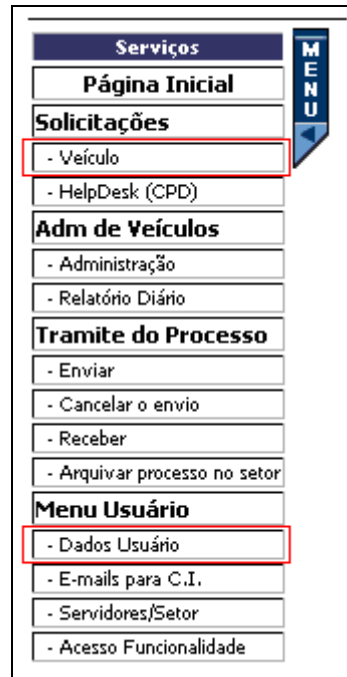 Serviços
MENU
Página Inicial
Solicitações
- Veículo
- HelpDesk (CPD)
Adm de Veículos
- Administração
- Relatório Diário
Tramite do Processo
- Enviar
- Cancelar o envio
- Receber
- Arquivar processo no setor
Menu Usuário
- Dados Usuário
- E-mails para C.I.
- Servidores/Setor
- Acesso Funcionalidade